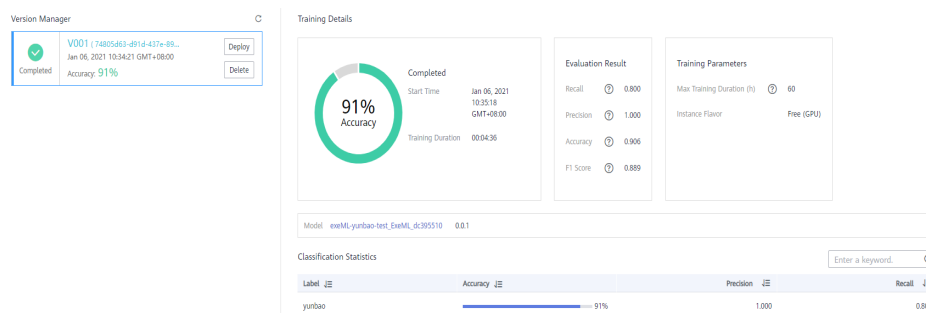 Version Manager
V001 ( 74805d63-d91d-437e-89...
Deploy
Jan 06, 2021 10:34:21 GMT+08:00
Completed
Accuracy: 91%
Delete
Training Details
91%
Accuracy
Completed
Start Time
Jan 06, 2021
10:35:18
GMT+08:00
Training Duration 00:04:36
Evaluation Result
Recall ? 0.800
Precision ? 1.000
Accuracy ? 0.906
F1 Score ? 0.889
Training Parameters
Max Training Duration (h) ? 60
Instance Flavor Free (GPU)
Model exeML-yunbao-test_ExeML_dc395510 0.0.1
Classification Statistics
Enter a keyword.
Label Accuracy Precision Recall
yunbao 91% 1.000